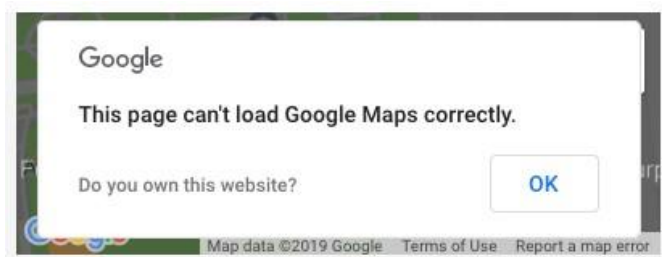 Google
This page can't load Google Maps correctly.
Do you own this website?
OK
Google
Map data ©2019 Google Terms of Use Report a map error